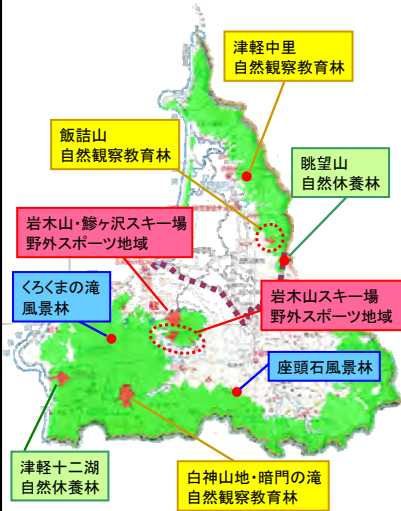 津軽中里
自然観察教育林
飯詰山
自然観察教育林
眺望山
自然休養林
岩木山・鰺ヶ沢スキー場
野外スポーツ地域
くろくまの滝
風景林
岩木山スキー場
野外スポーツ地域
座頭石風景林
津軽十二湖
自然休養林
白神山地・暗門の滝
自然観察教育林